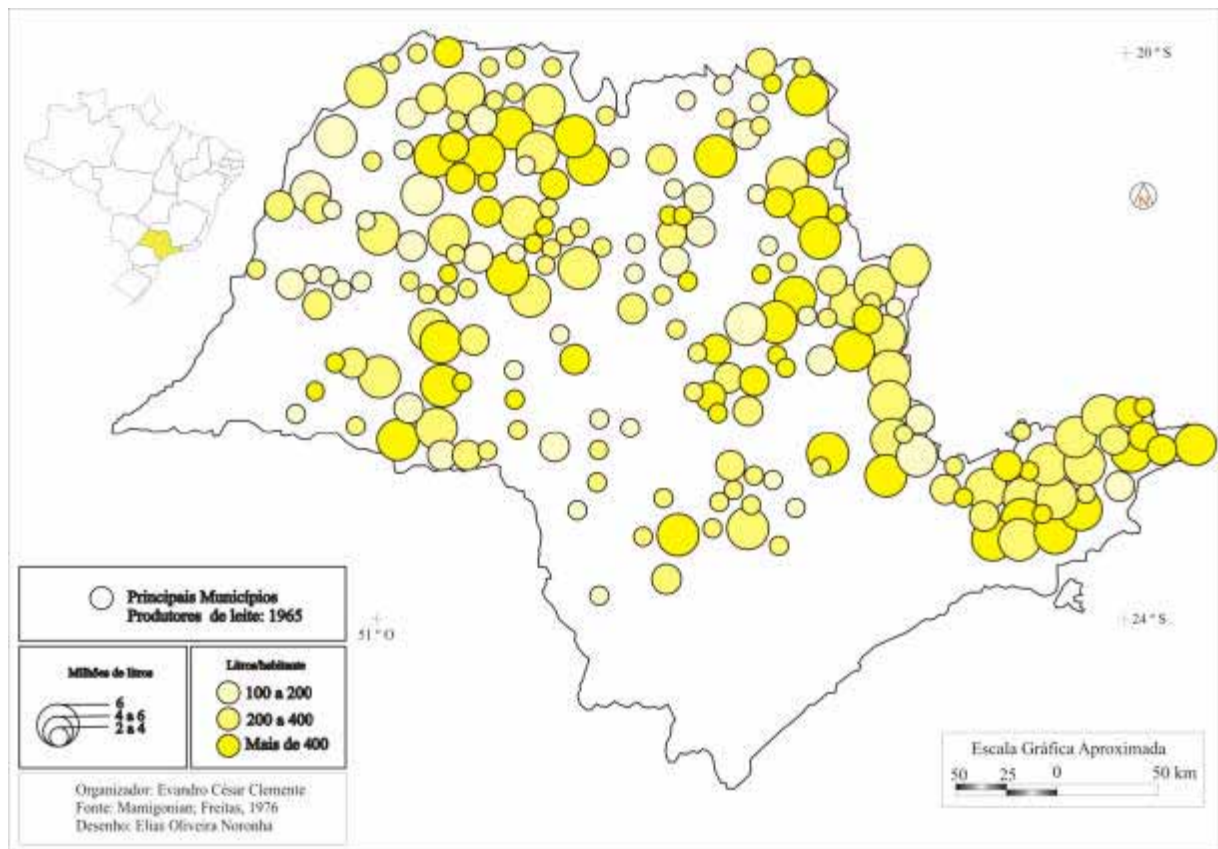 20 ° S
N
Principais Municípios
Produtores de leite: 1965
51 ° O
24 ° S
Milhões de litros
6
4 a 6
2 a 4
Litros/habitante
100 a 200
200 a 400
Mais de 400
Organizador: Evandro César Clemente
Fonte: Mamigonian; Freitas, 1976
Desenho: Elias Oliveira Noronha
Escala Gráfica Aproximada
50 25 0 50 km